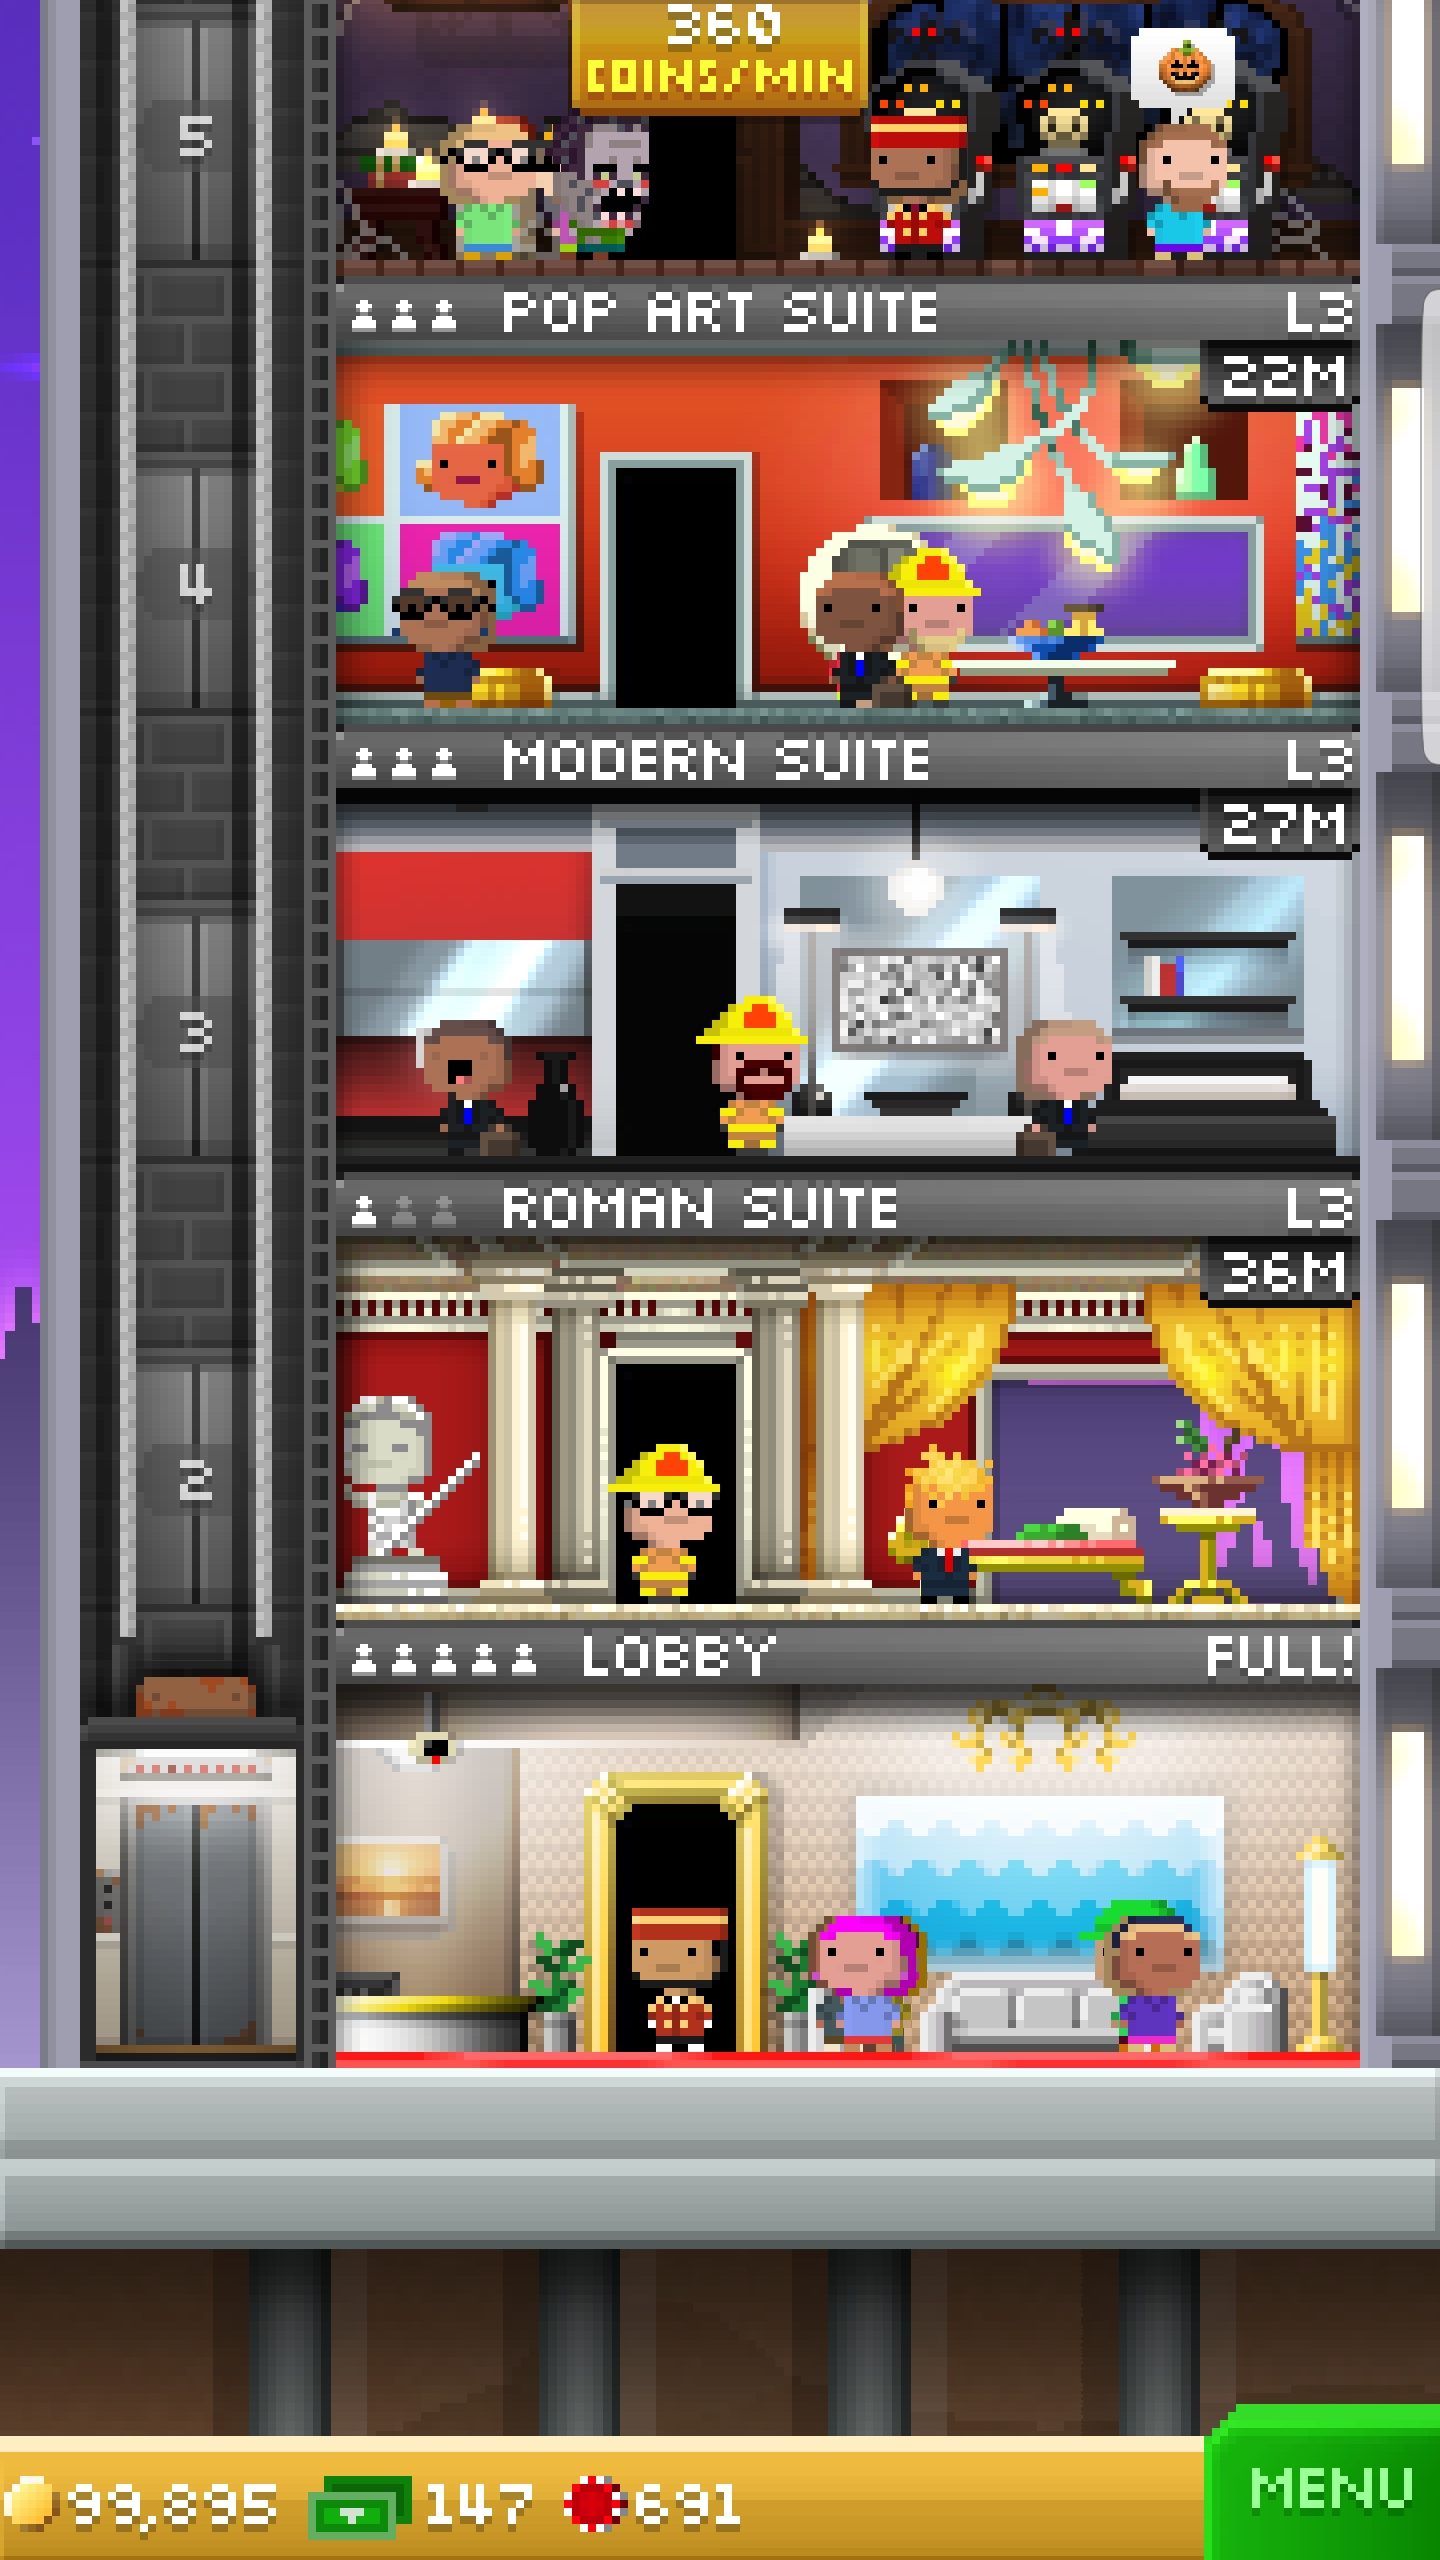 360
COINS/MIN
5
POP ART SUITE L3
22M
4
MODERN SUITE L3
27M
3
ROMAN SUITE L3
36M
2
LOBBY FULL!
99,895 147 691
MENU